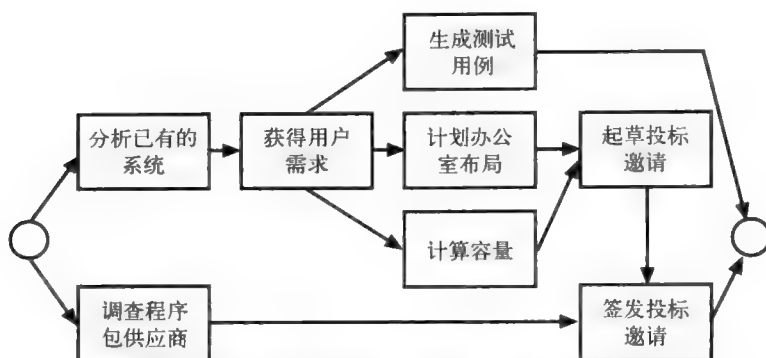 生成测试
用例
分析已有的
系统
获得用户
需求
计划办公
室布局
起草投标
邀请
计算容量
调查程序
包供应商
签发投标
邀请